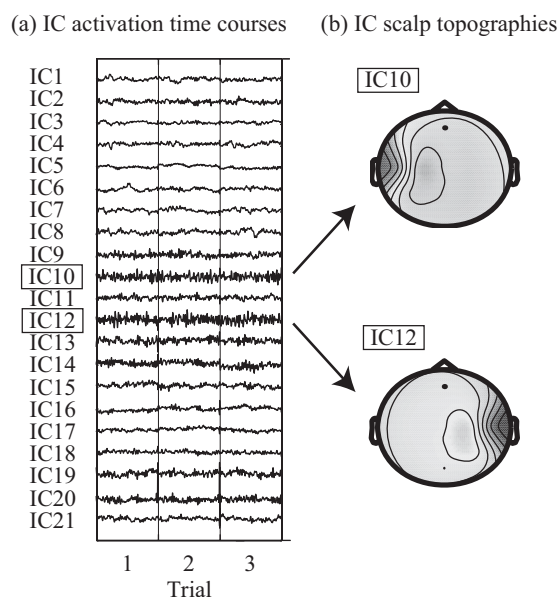 (a) IC activation time courses
(b) IC scalp topographies
IC1
IC2
IC3
IC4
IC5
IC6
IC7
IC8
IC9
IC10
IC11
IC12
IC13
IC14
IC15
IC16
IC17
IC18
IC19
IC20
IC21
1 2 3
Trial
IC10
IC12